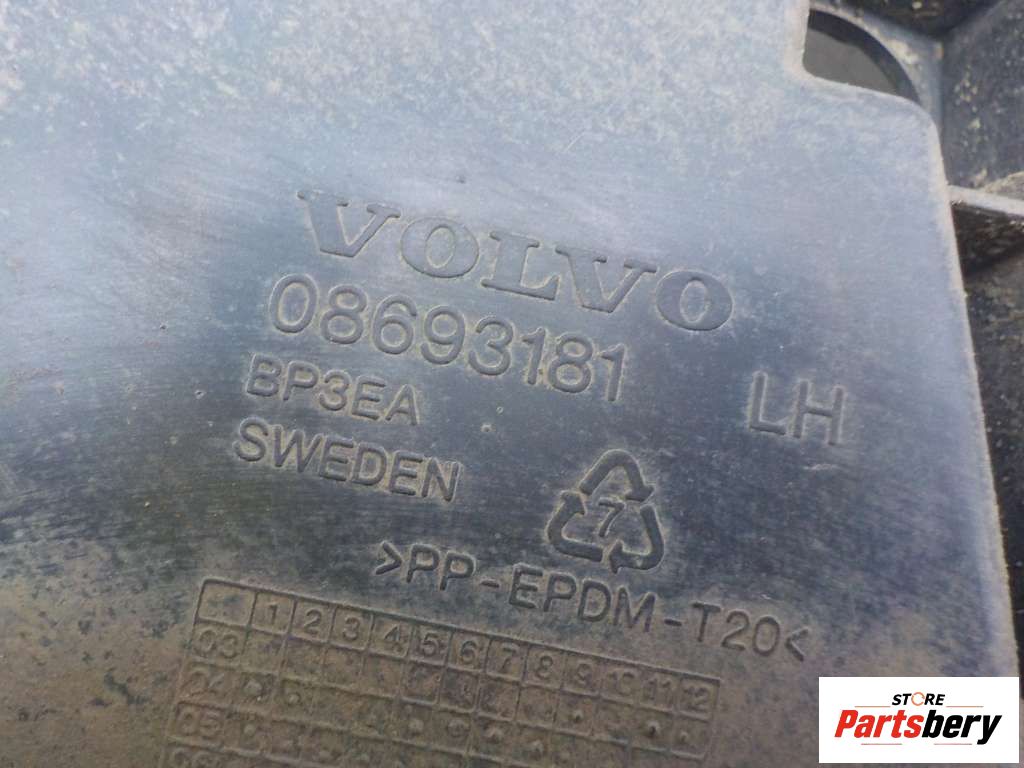 VOLVO
08693181
LH
BP3EA
SWEDEN
7
>PP-EPDM-T20<
1 2 3 4 5 6 7 8 9 10 11 12
03
04
05
STORE
Partsbery